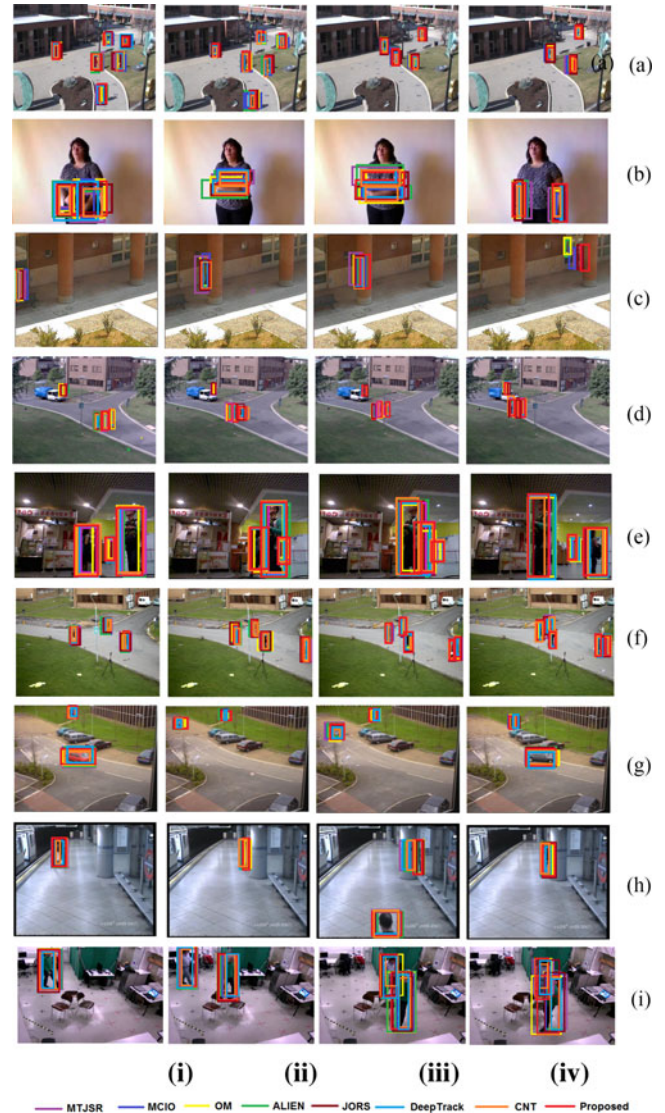 (a) (a)
(b)
(c)
(d)
(e)
(f)
(g)
(h)
(i)
(i) (ii) (iii) (iv)
MTJSR MCIO OM ALIEN JORS DeepTrack CNT Proposed